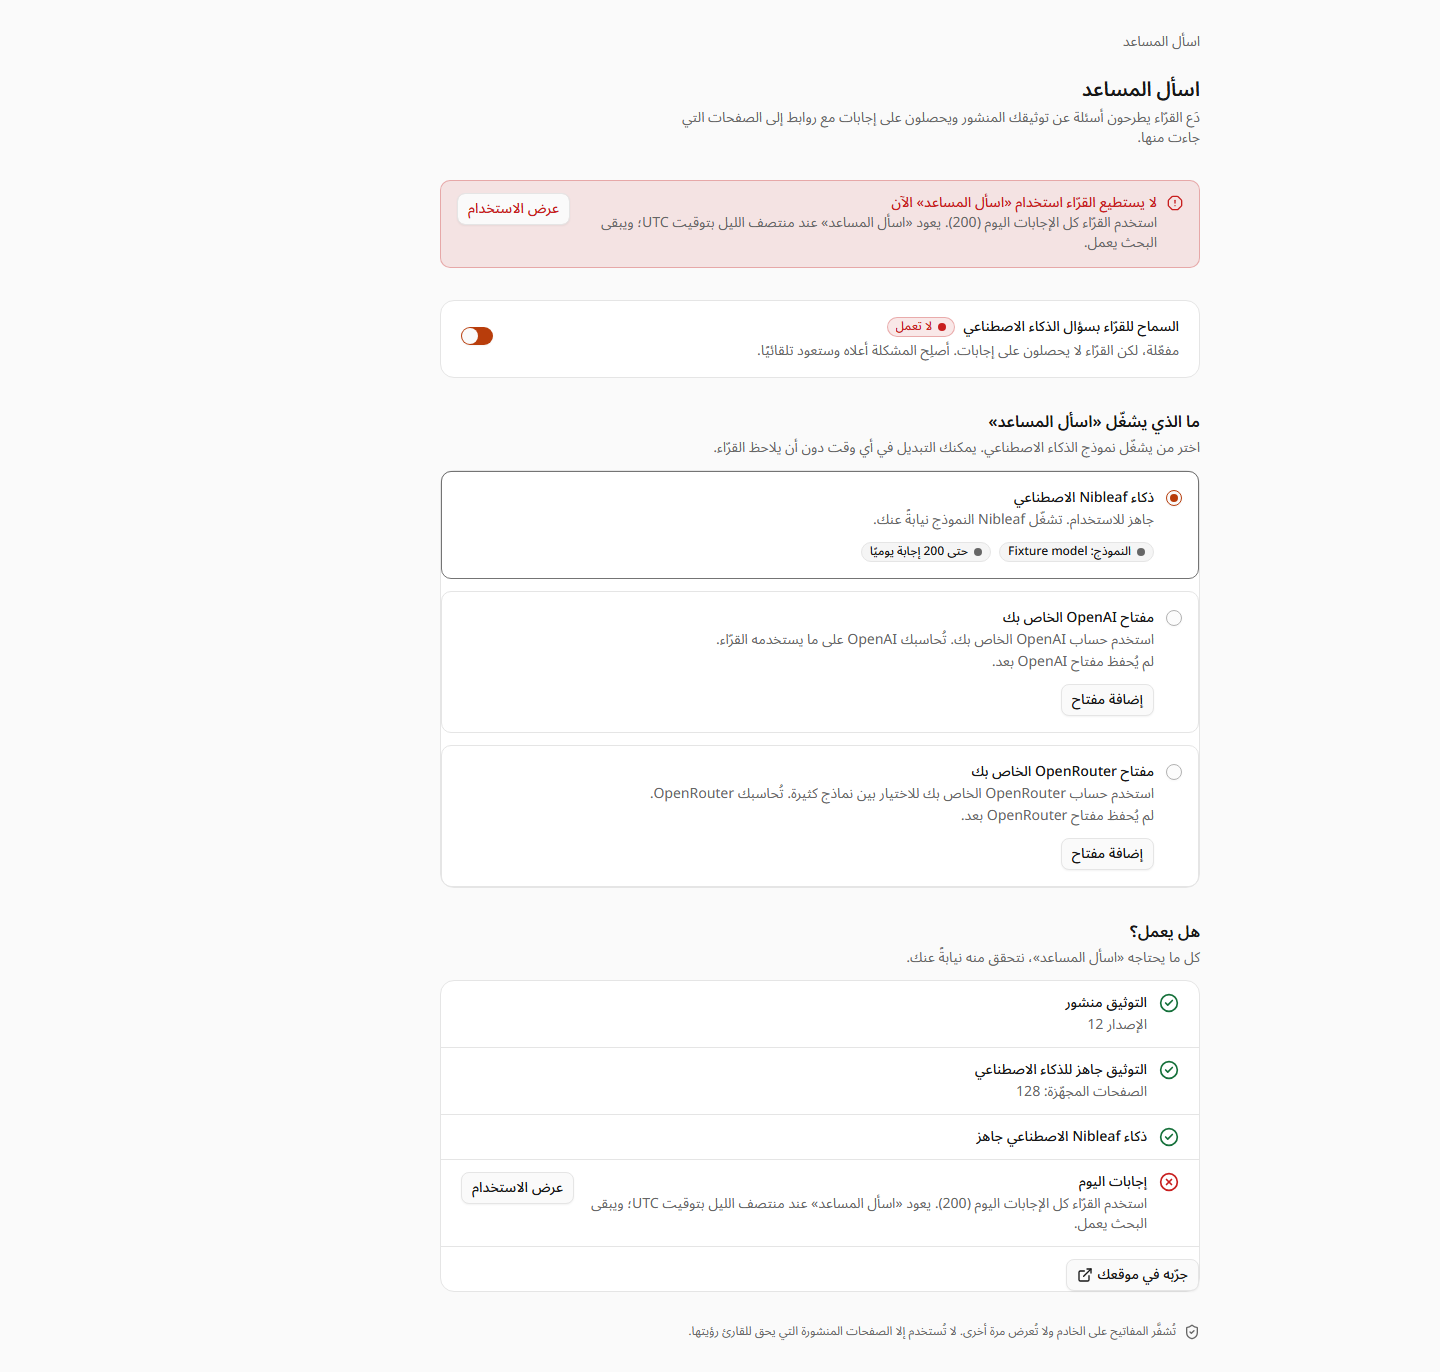 اسأل المساعد
اسأل المساعد
دَع القرّاء يطرحون أسئلة عن توثيقك المنشور ويحصلون على إجابات مع روابط إلى الصفحات التي
جاءت منها.
لا يستطيع القرّاء استخدام «اسأل المساعد» الآن
استخدم القرّاء كل الإجابات اليوم (200). يعود «اسأل المساعد» عند منتصف الليل بتوقيت UTC؛ ويبقى
البحث يعمل.
عرض الاستخدام
السماح للقرّاء بسؤال الذكاء الاصطناعي
لا تعمل
مفعّلة، لكن القرّاء لا يحصلون على إجابات. أصلِح المشكلة أعلاه وستعود تلقائيًا.
ما الذي يشغّل «اسأل المساعد»
اختر من يشغّل نموذج الذكاء الاصطناعي. يمكنك التبديل في أي وقت دون أن يلاحظ القرّاء.
ذكاء Nibleaf الاصطناعي
جاهز للاستخدام. تشغّل Nibleaf النموذج نيابةً عنك.
النموذج: Fixture model
حتى 200 إجابة يوميًا
مفتاح OpenAI الخاص بك
استخدم حساب OpenAI الخاص بك. تُحاسبك OpenAI على ما يستخدمه القرّاء.
لم يُحفظ مفتاح OpenAI بعد.
إضافة مفتاح
مفتاح OpenRouter الخاص بك
استخدم حساب OpenRouter الخاص بك للاختيار بين نماذج كثيرة. تُحاسبك OpenRouter.
لم يُحفظ مفتاح OpenRouter بعد.
إضافة مفتاح
هل يعمل؟
كل ما يحتاجه «اسأل المساعد»، نتحقق منه نيابةً عنك.
التوثيق منشور
الإصدار 12
التوثيق جاهز للذكاء الاصطناعي
الصفحات المجهّزة: 128
ذكاء Nibleaf الاصطناعي جاهز
إجابات اليوم
استخدم القرّاء كل الإجابات اليوم (200). يعود «اسأل المساعد» عند منتصف الليل بتوقيت UTC؛ ويبقى
البحث يعمل.
عرض الاستخدام
جرّبه في موقعك
تُشفَّر المفاتيح على الخادم ولا تُعرض مرة أخرى. لا تُستخدم إلا الصفحات المنشورة التي يحق للقارئ رؤيتها.